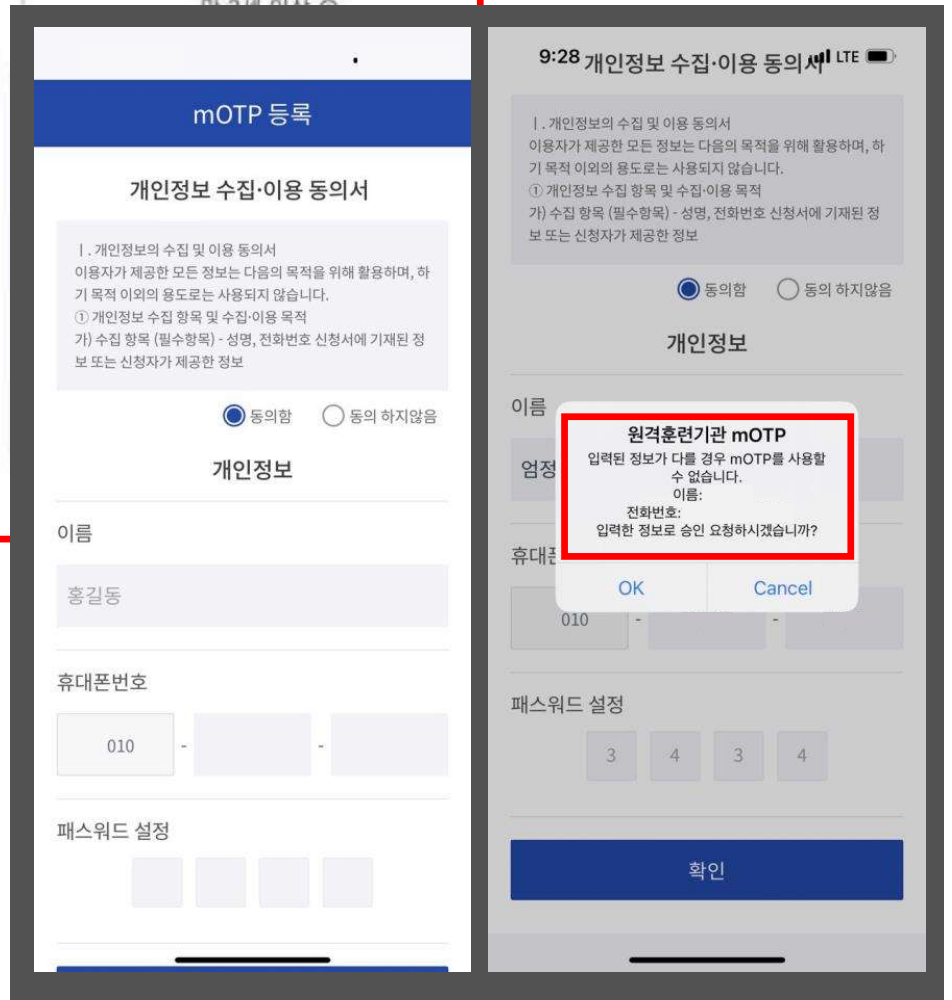 mOTP 등록
개인정보 수집·이용 동의서
Ⅰ. 개인정보의 수집 및 이용 동의서
이용자가 제공한 모든 정보는 다음의 목적을 위해 활용하며, 하
기 목적 이외의 용도로는 사용되지 않습니다.
① 개인정보 수집 항목 및 수집·이용 목적
가) 수집 항목 (필수항목) - 성명, 전화번호 신청서에 기재된 정
보 또는 신청자가 제공한 정보
동의함 동의 하지않음
개인정보
이름
홍길동
휴대폰번호
010 - -
패스워드 설정
9:28 개인정보 수집·이용 동의서 LTE
Ⅰ. 개인정보의 수집 및 이용 동의서
이용자가 제공한 모든 정보는 다음의 목적을 위해 활용하며, 하
기 목적 이외의 용도로는 사용되지 않습니다.
① 개인정보 수집 항목 및 수집·이용 목적
가) 수집 항목 (필수항목) - 성명, 전화번호 신청서에 기재된 정
보 또는 신청자가 제공한 정보
동의함 동의 하지않음
개인정보
이름
엄정
원격훈련기관 mOTP
입력된 정보가 다를 경우 mOTP를 사용할
수 없습니다.
이름:
전화번호:
입력한 정보로 승인 요청하시겠습니까?
OK Cancel
휴대폰
010 - -
패스워드 설정
3 4 3 4
확인